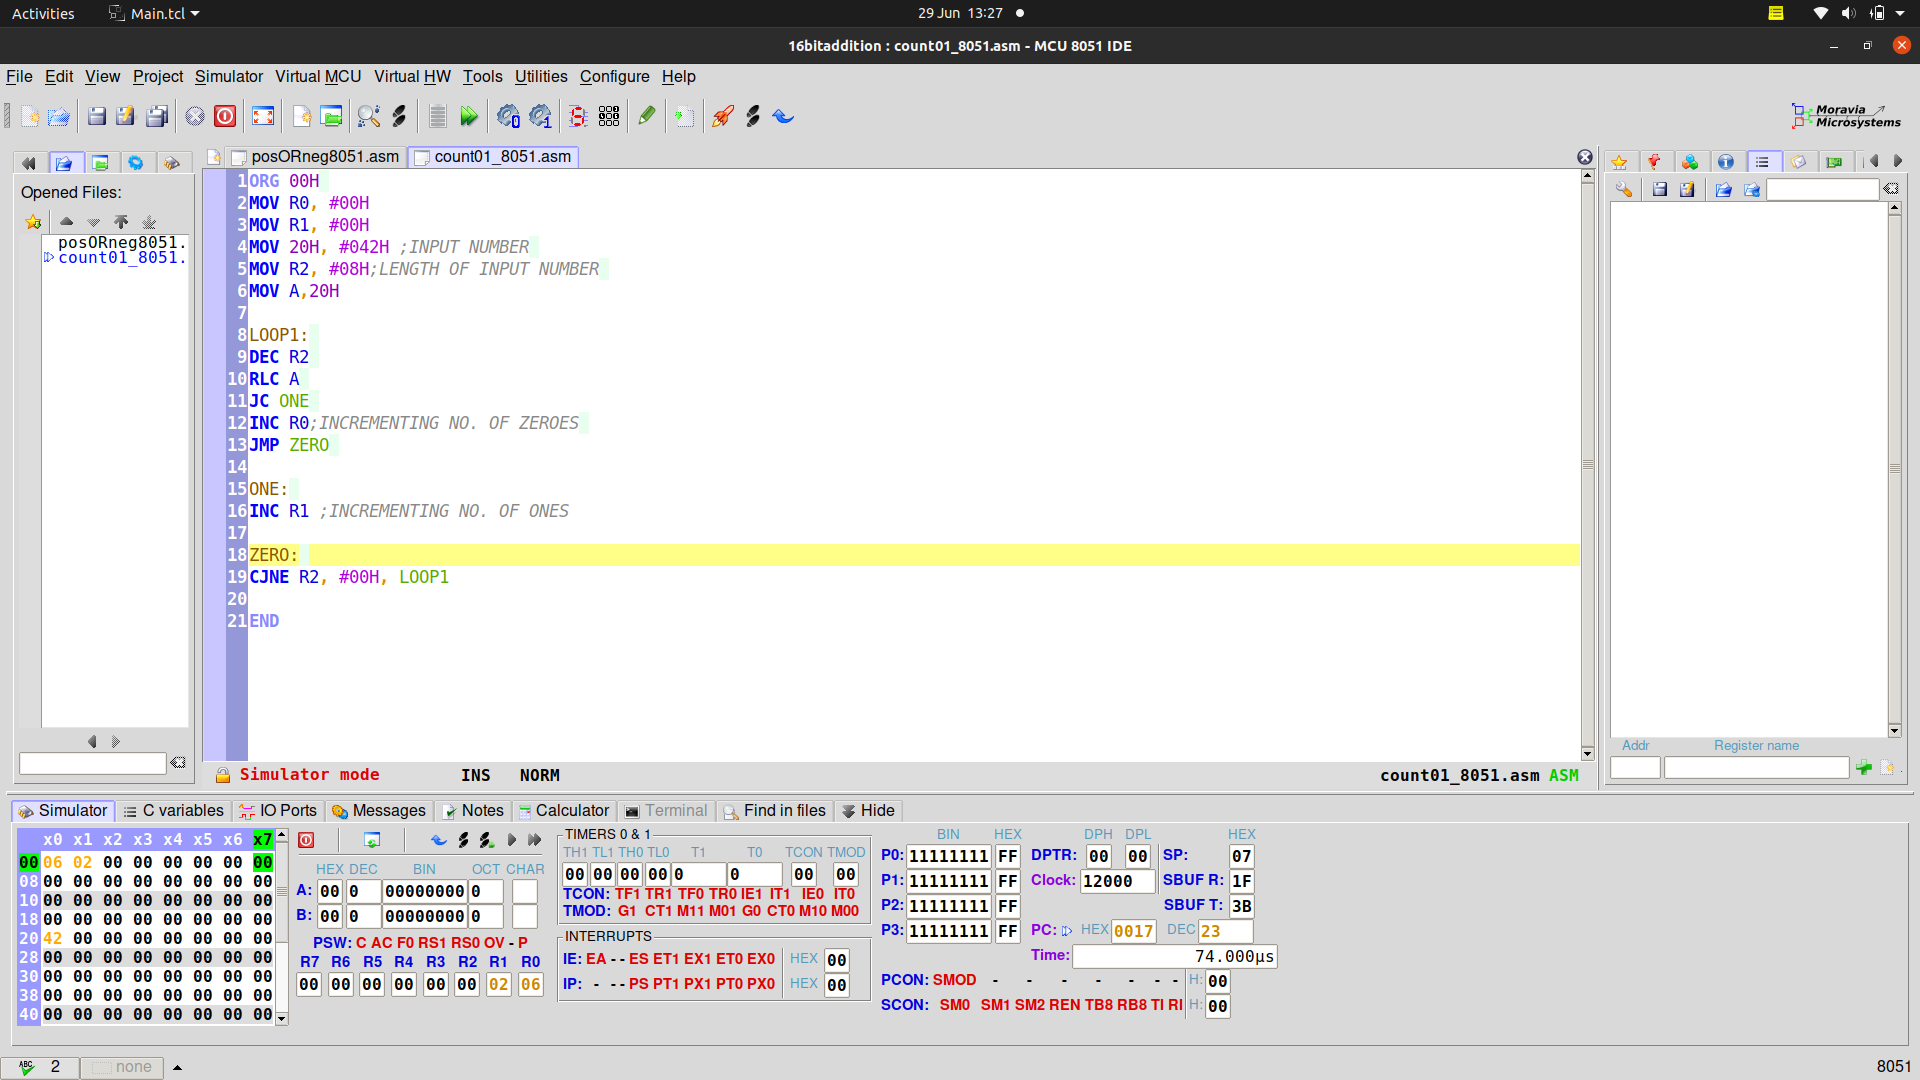 Activities Main.tcl 29 Jun 13:27
16bitaddition : count01_8051.asm - MCU 8051 IDE
File Edit View Project Simulator Virtual MCU Virtual HW Tools Utilities Configure Help
Moravia
Microsystems
posORneg8051.asm count01_8051.asm
Opened Files:
posORneg8051.
count01_8051.
1 ORG 00H
2 MOV R0, #00H
3 MOV R1, #00H
4 MOV 20H, #042H ;INPUT NUMBER
5 MOV R2, #08H;LENGTH OF INPUT NUMBER
6 MOV A,20H
7
8 LOOP1:
9 DEC R2
10 RLC A
11 JC ONE
12 INC R0;INCREMENTING NO. OF ZEROES
13 JMP ZERO
14
15 ONE:
16 INC R1 ;INCREMENTING NO. OF ONES
17
18 ZERO:
19 CJNE R2, #00H, LOOP1
20
21 END
Addr Register name
Simulator mode INS NORM count01_8051.asm ASM
Simulator C variables IO Ports Messages Notes Calculator Terminal Find in files Hide
x0 x1 x2 x3 x4 x5 x6 x7
00 06 02 00 00 00 00 00 00
08 00 00 00 00 00 00 00 00
10 00 00 00 00 00 00 00 00
18 00 00 00 00 00 00 00 00
20 42 00 00 00 00 00 00 00
28 00 00 00 00 00 00 00 00
30 00 00 00 00 00 00 00 00
38 00 00 00 00 00 00 00 00
40 00 00 00 00 00 00 00 00
HEX DEC BIN OCT CHAR
A: 00 0 00000000 0
B: 00 0 00000000 0
PSW: C AC F0 RS1 RS0 OV - P
R7 R6 R5 R4 R3 R2 R1 R0
00 00 00 00 00 00 02 06
TIMERS 0 & 1
TH1 TL1 TH0 TL0 T1 T0 TCON TMOD
00 00 00 00 0 0 00 00
TCON: TF1 TR1 TF0 TR0 IE1 IT1 IE0 IT0
TMOD: G1 CT1 M11 M01 G0 CT0 M10 M00
INTERRUPTS
IE: EA - - ES ET1 EX1 ET0 EX0 HEX 00
IP: - - - PS PT1 PX1 PT0 PX0 HEX 00
BIN HEX DPH DPL HEX
P0: 11111111 FF DPTR: 00 00 SP: 07
P1: 11111111 FF Clock: 12000 SBUF R: 1F
P2: 11111111 FF SBUF T: 3B
P3: 11111111 FF PC: HEX 0017 DEC 23
Time: 74.000µs
PCON: SMOD - - - - - - - H: 00
SCON: SM0 SM1 SM2 REN TB8 RB8 TI RI H: 00
ABC 2 none 8051